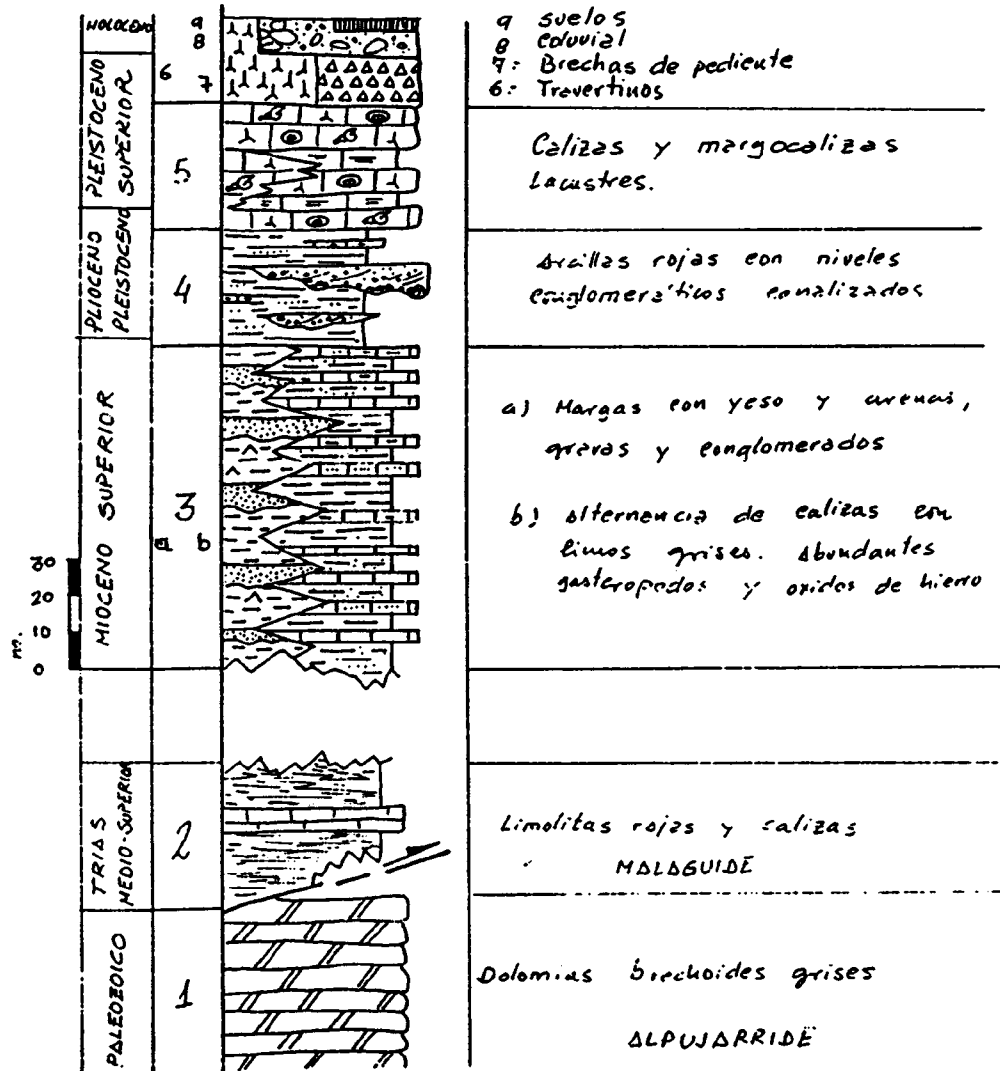 HOLOCENO
9
8
9 suelos
8 coluvial
7: Brechas de pediente
6: Travertinos
6
7
PLEISTOCENO
SUPERIOR
5
Calizas y margocalizas
Lacustres.
PLIOCENO
PLEISTOCENO
4
Arcillas rojas con niveles
conglomeráticos canalizados
MIOCENO SUPERIOR
3
a b
a) Margas con yeso y arenas,
gravas y conglomerados
b) Alternancia de calizas con
limos grises. Abundantes
gasteropodos y oxidos de hierro
30
20
10
0
m.
TRIAS
MEDIO-SUPERIOR
2
Limolitas rojas y calizas
MALAGUIDE
PALEOZOICO
1
Dolomias brechoides grises
ALPUJARRIDE